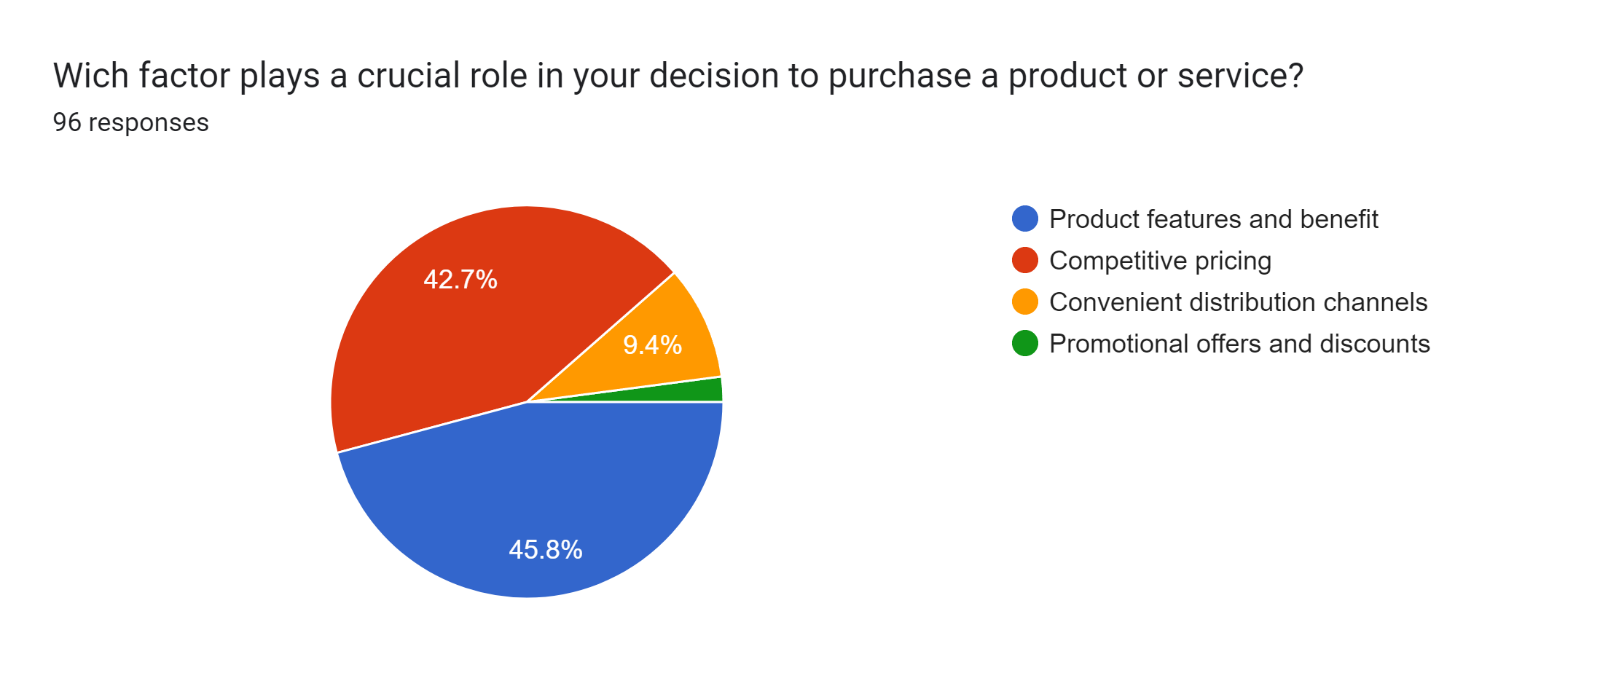 Wich factor plays a crucial role in your decision to purchase a product or service?
96 responses
42.7%
9.4%
45.8%
Product features and benefit
Competitive pricing
Convenient distribution channels
Promotional offers and discounts